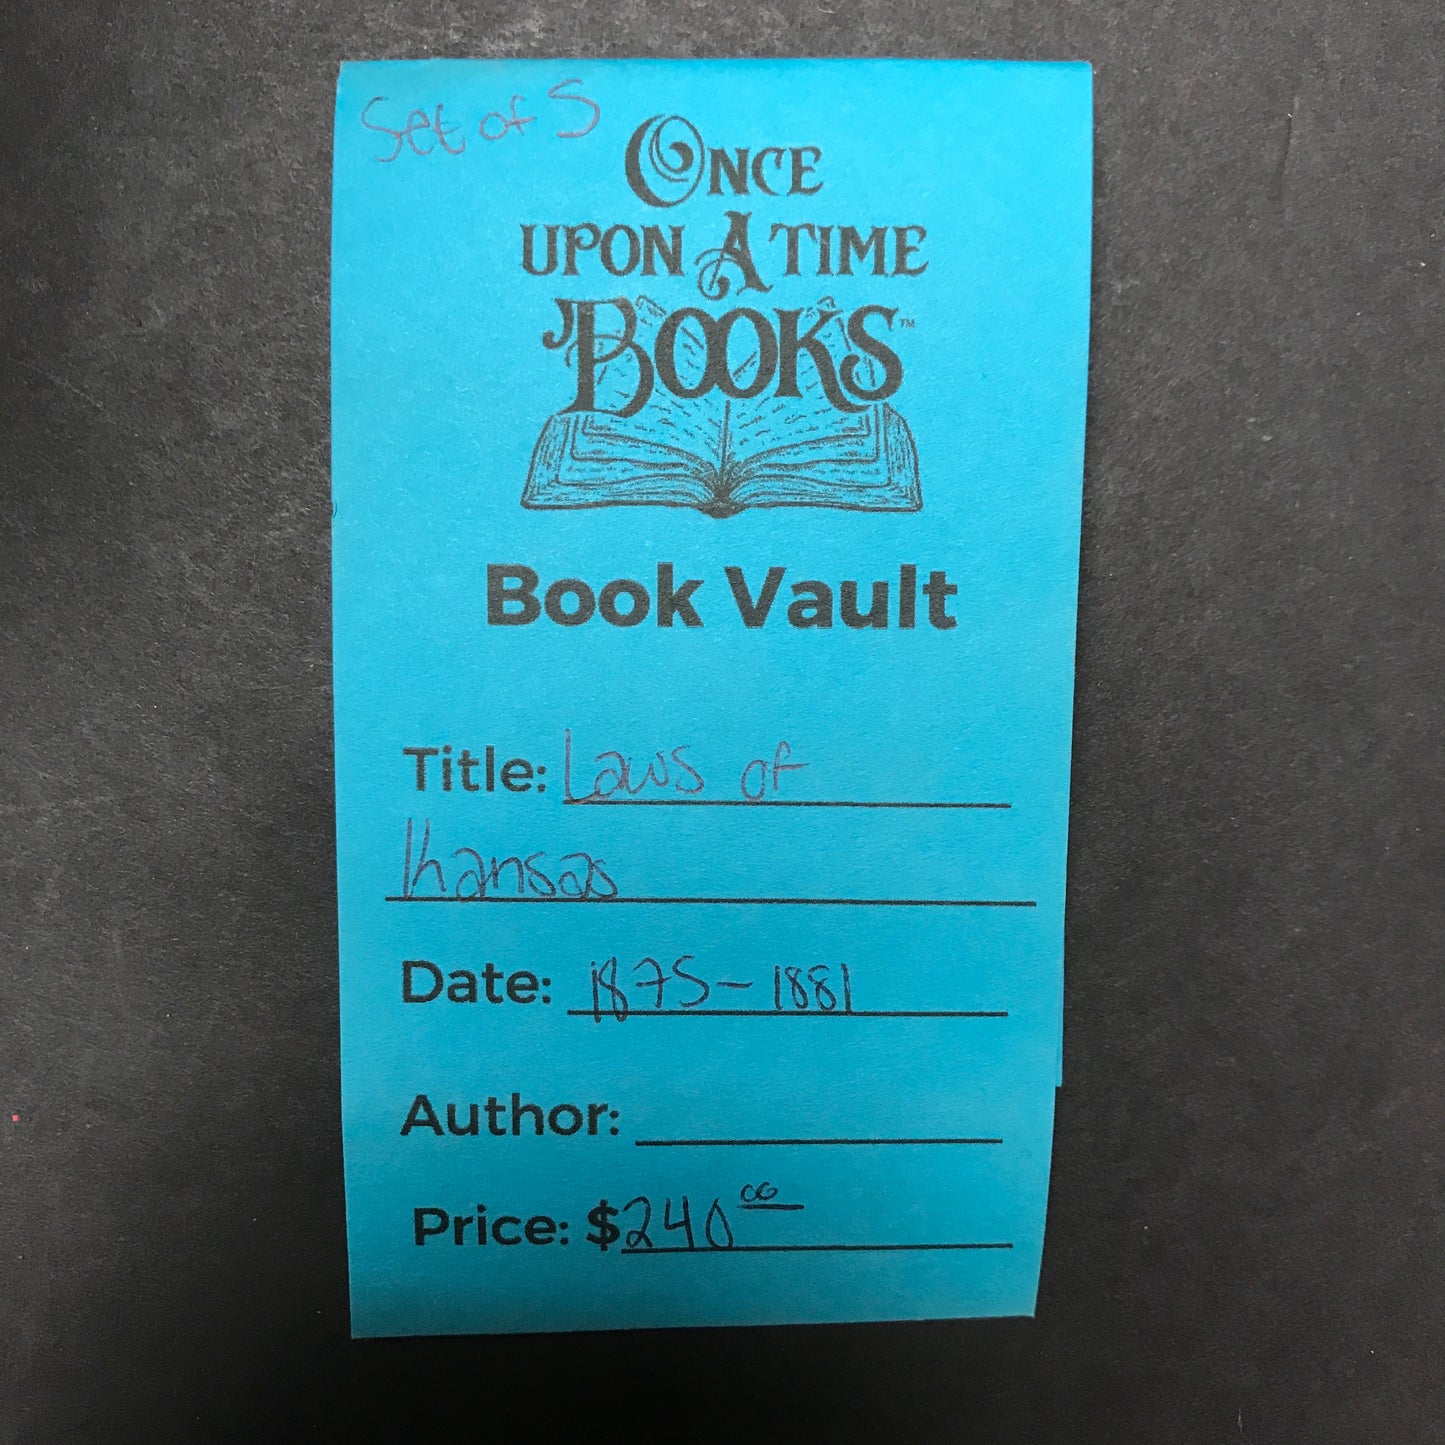 Set of 5
ONCE
UPON A TIME
BOOKS™
Book Vault
Title: Laws of
Kansas
Date: 1875-1881
Author:
Price: $240.00